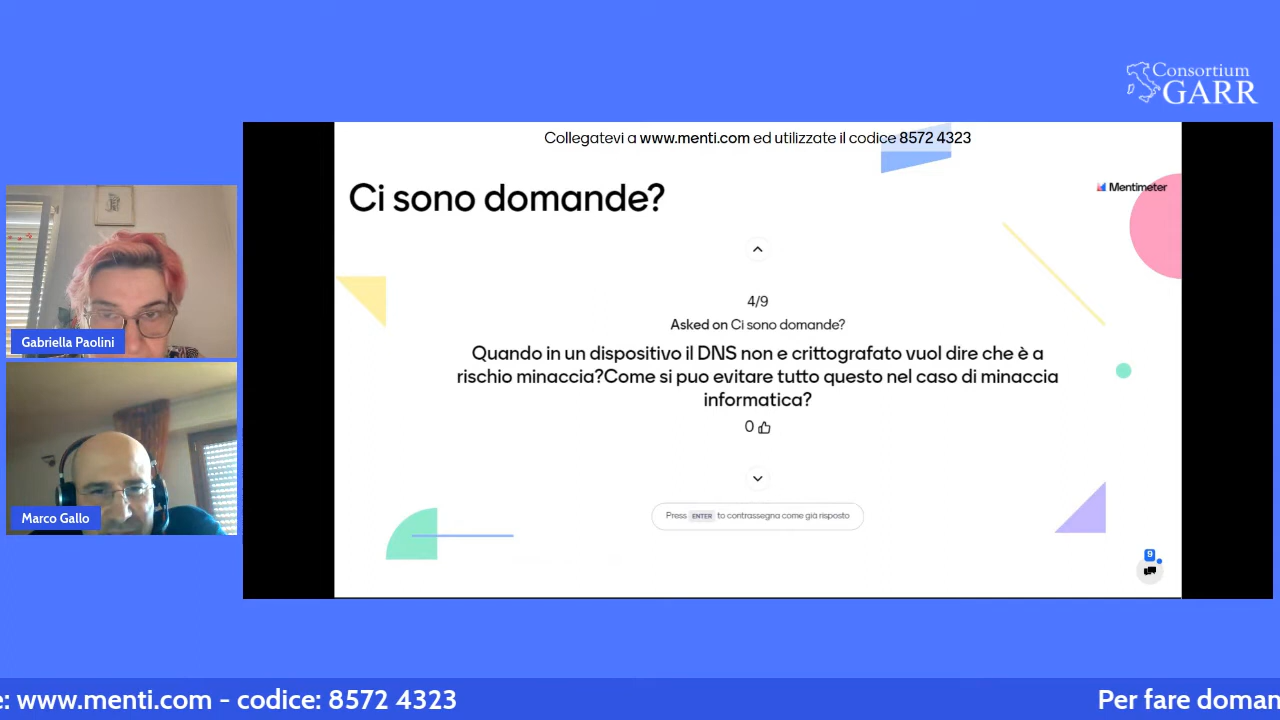 Consortium
GARR
Collegatevi a www.menti.com ed utilizzate il codice 8572 4323
Ci sono domande?
Mentimeter
4/9
Asked on Ci sono domande?
Quando in un dispositivo il DNS non e crittografato vuol dire che è a
rischio minaccia?Come si puo evitare tutto questo nel caso di minaccia
informatica?
0
Press ENTER to contrassegna come già risposto
9
Gabriella Paolini
Marco Gallo
e: www.menti.com - codice: 8572 4323
Per fare doman